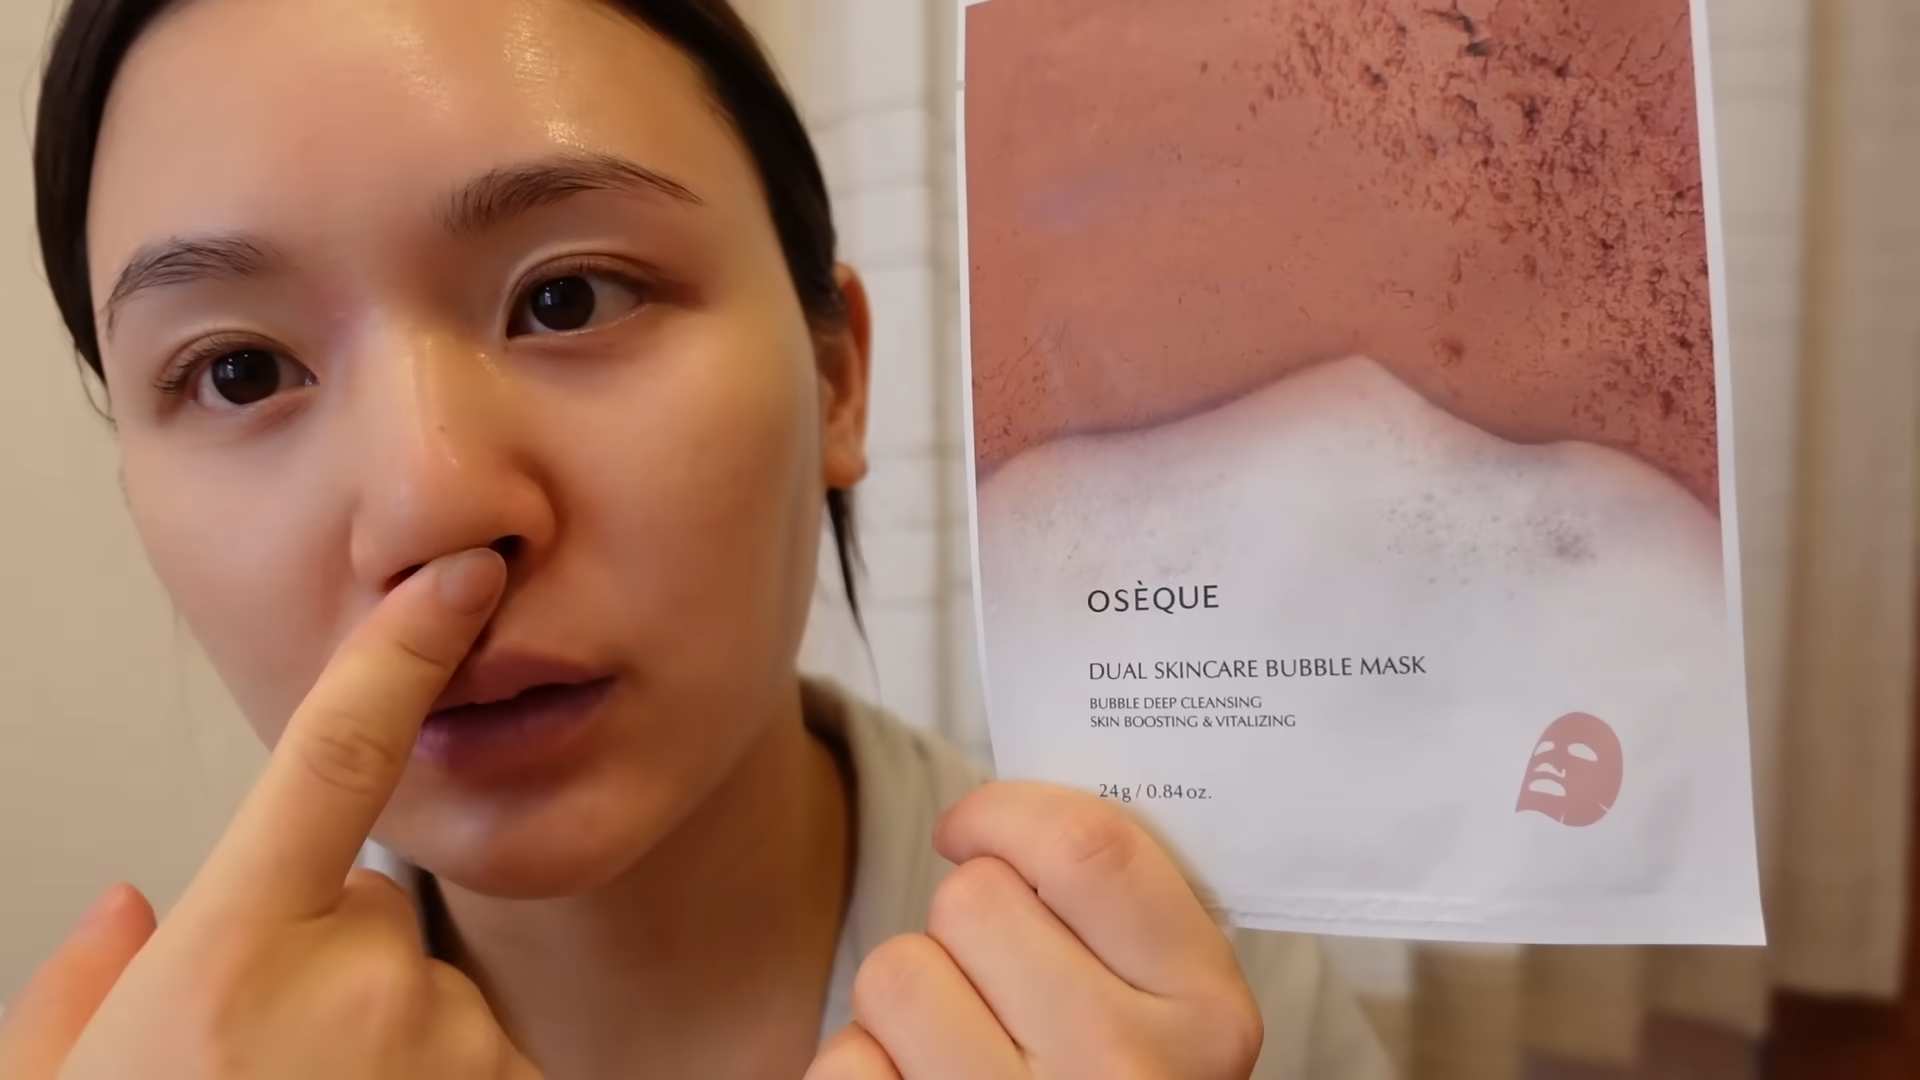 OSÈQUE
DUAL SKINCARE BUBBLE MASK
BUBBLE DEEP CLEANSING
SKIN BOOSTING & VITALIZING
24g / 0.84 oz.